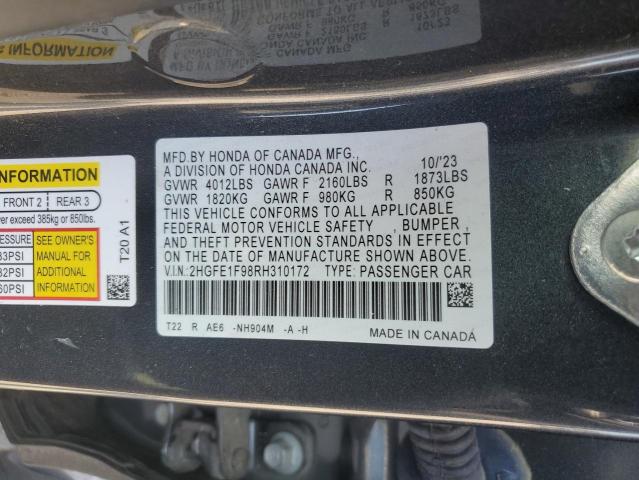 INFORMATION
MFD.BY HONDA OF CANADA MFG.,
A DIVISION OF HONDA CANADA INC. 10/'23
GVWR 4012LBS GAWR F 2160LBS R 1873LBS
GVWR 1820KG GAWR F 980KG R 850KG
THIS VEHICLE CONFORMS TO ALL APPLICABLE
FEDERAL MOTOR VEHICLE SAFETY , BUMPER ,
AND THEFT PREVENTION STANDARDS IN EFFECT
ON THE DATE OF MANUFACTURE SHOWN ABOVE.
V.I.N:2HGFE1F98RH310172 TYPE: PASSENGER CAR
T22 R AE6 -NH904M -A -H
MADE IN CANADA
INFORMATION
FRONT 2 REAR 3
exceed 385kg or 850lbs.
SEE OWNER'S
MANUAL FOR
ADDITIONAL
INFORMATION
T20 A1